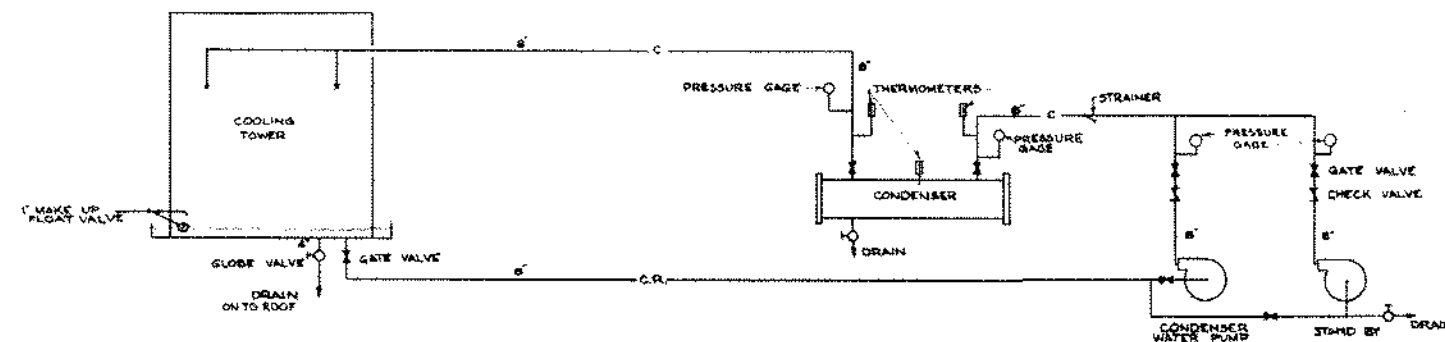 8"
C
8"
PRESSURE GAGE
THERMOMETERS
8"
C
STRAINER
COOLING
TOWER
PRESSURE
GAGE
PRESSURE
GAGE
GATE VALVE
CHECK VALVE
CONDENSER
1" MAKE UP
FLOAT VALVE
8"
8"
DRAIN
GLOBE VALVE
GATE VALVE
8"
C.R.
DRAIN
ON TO ROOF
CONDENSER
WATER PUMP
STAND BY
DRAI